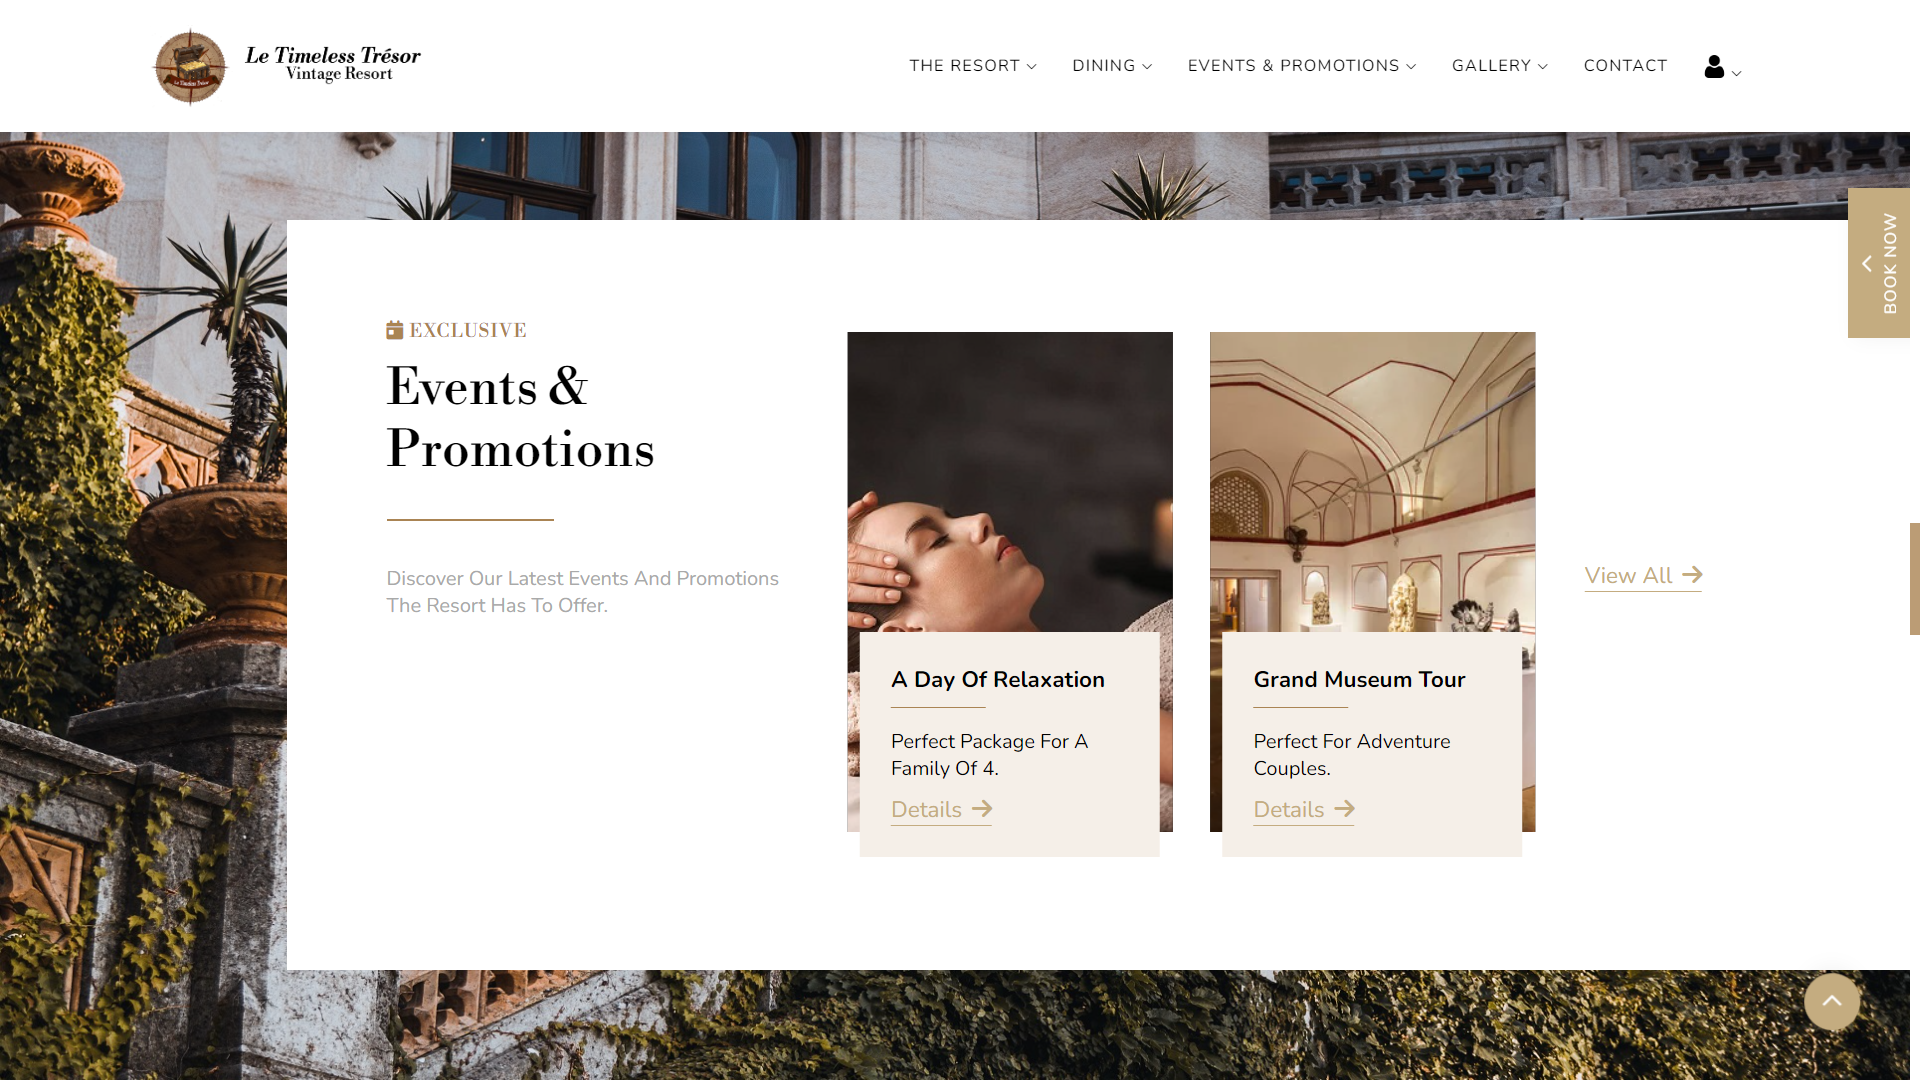 Le Timeless Trésor
Vintage Resort
THE RESORT
DINING
EVENTS & PROMOTIONS
GALLERY
CONTACT
BOOK NOW
EXCLUSIVE
Events &
Promotions
Discover Our Latest Events And Promotions
The Resort Has To Offer.
A Day Of Relaxation
Perfect Package For A
Family Of 4.
Details
Grand Museum Tour
Perfect For Adventure
Couples.
Details
View All